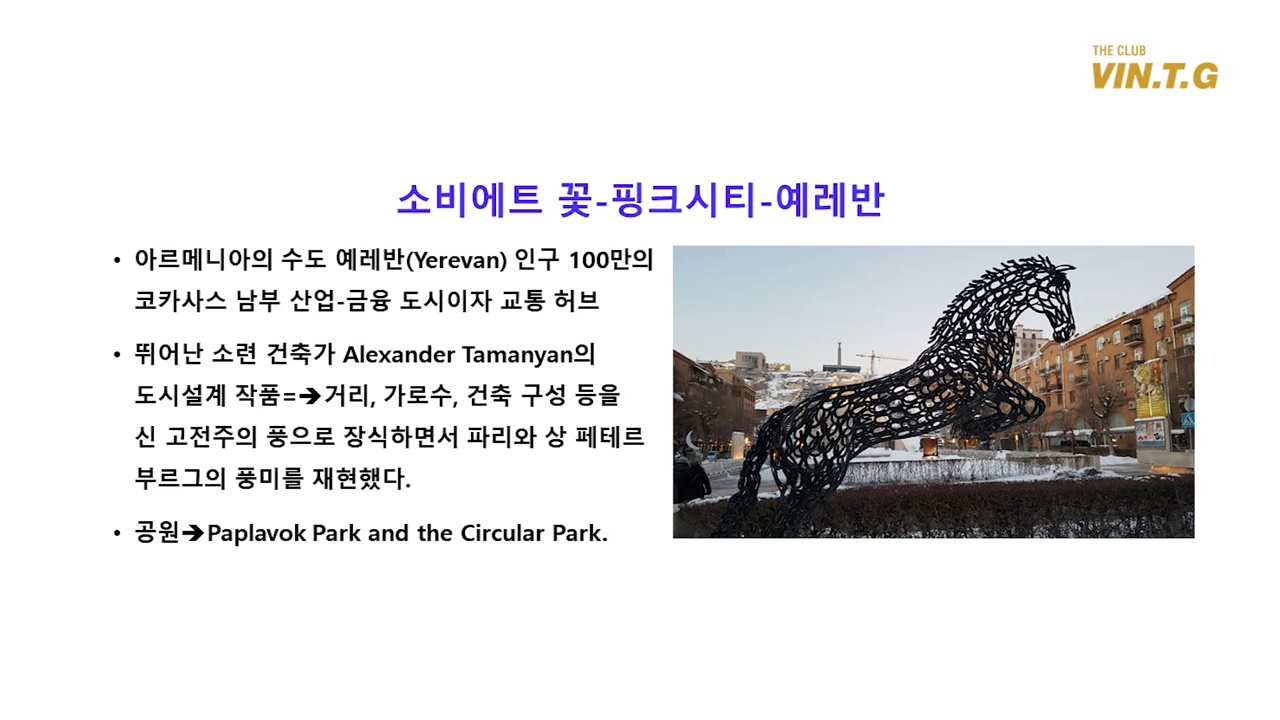 THE CLUB
VIN.T.G
소비에트 꽃-핑크시티-예레반
• 아르메니아의 수도 예레반(Yerevan) 인구 100만의
코카사스 남부 산업-금융 도시이자 교통 허브
• 뛰어난 소련 건축가 Alexander Tamanyan의
도시설계 작품=➔거리, 가로수, 건축 구성 등을
신 고전주의 풍으로 장식하면서 파리와 상 페테르
부르그의 풍미를 재현했다.
• 공원➔Paplavok Park and the Circular Park.